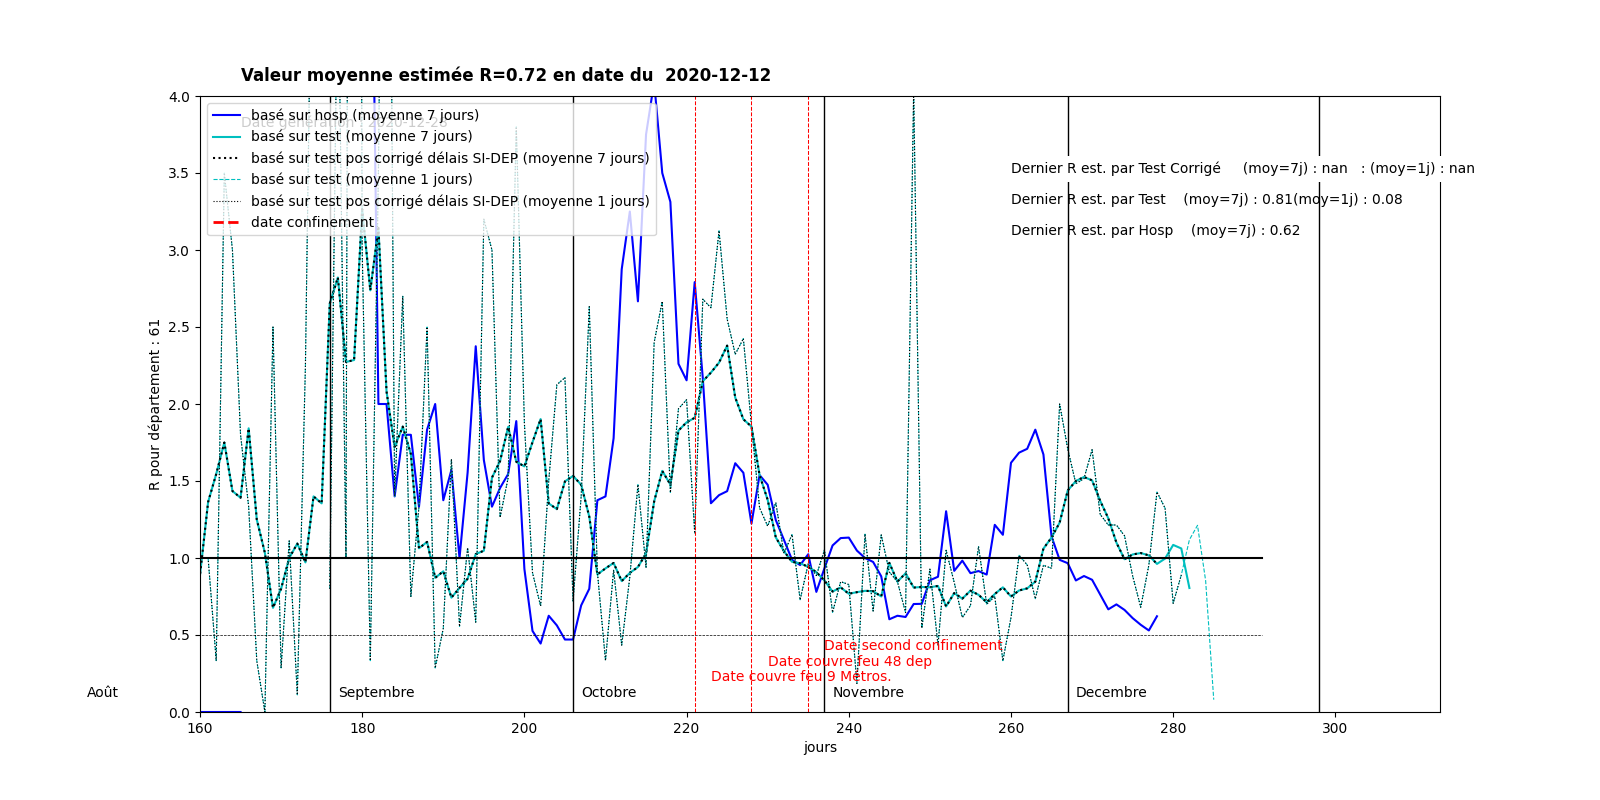 Valeur moyenne estimée R=0.72 en date du  2020-12-12
4.0
3.5
3.0
2.5
2.0
1.5
1.0
0.5
0.0
R pour département : 61
basé sur hosp (moyenne 7 jours)
basé sur test (moyenne 7 jours)
basé sur test pos corrigé délais SI-DEP (moyenne 7 jours)
basé sur test (moyenne 1 jours)
basé sur test pos corrigé délais SI-DEP (moyenne 1 jours)
date confinement
Dernier R est. par Test Corrigé     (moy=7j) : nan   : (moy=1j) : nan
Dernier R est. par Test    (moy=7j) : 0.81(moy=1j) : 0.08
Dernier R est. par Hosp    (moy=7j) : 0.62
Date second confinement
Date couvre feu 48 dep
Date couvre feu 9 Métros.
Août
Septembre
Octobre
Novembre
Decembre
160 180 200 220 240 260 280 300
jours